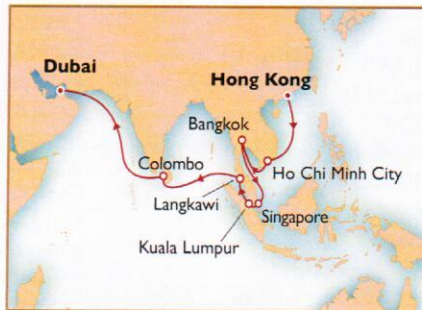 Dubai
Hong Kong
Bangkok
Colombo
Ho Chi Minh City
Langkawi
Singapore
Kuala Lumpur